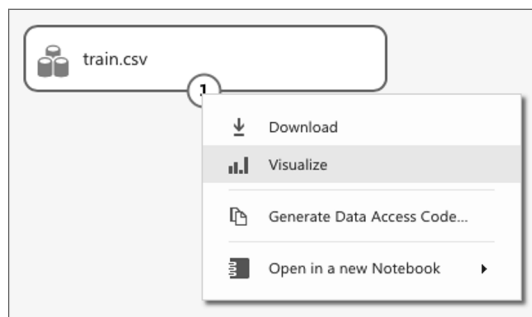 train.csv
1
Download
Visualize
Generate Data Access Code...
Open in a new Notebook